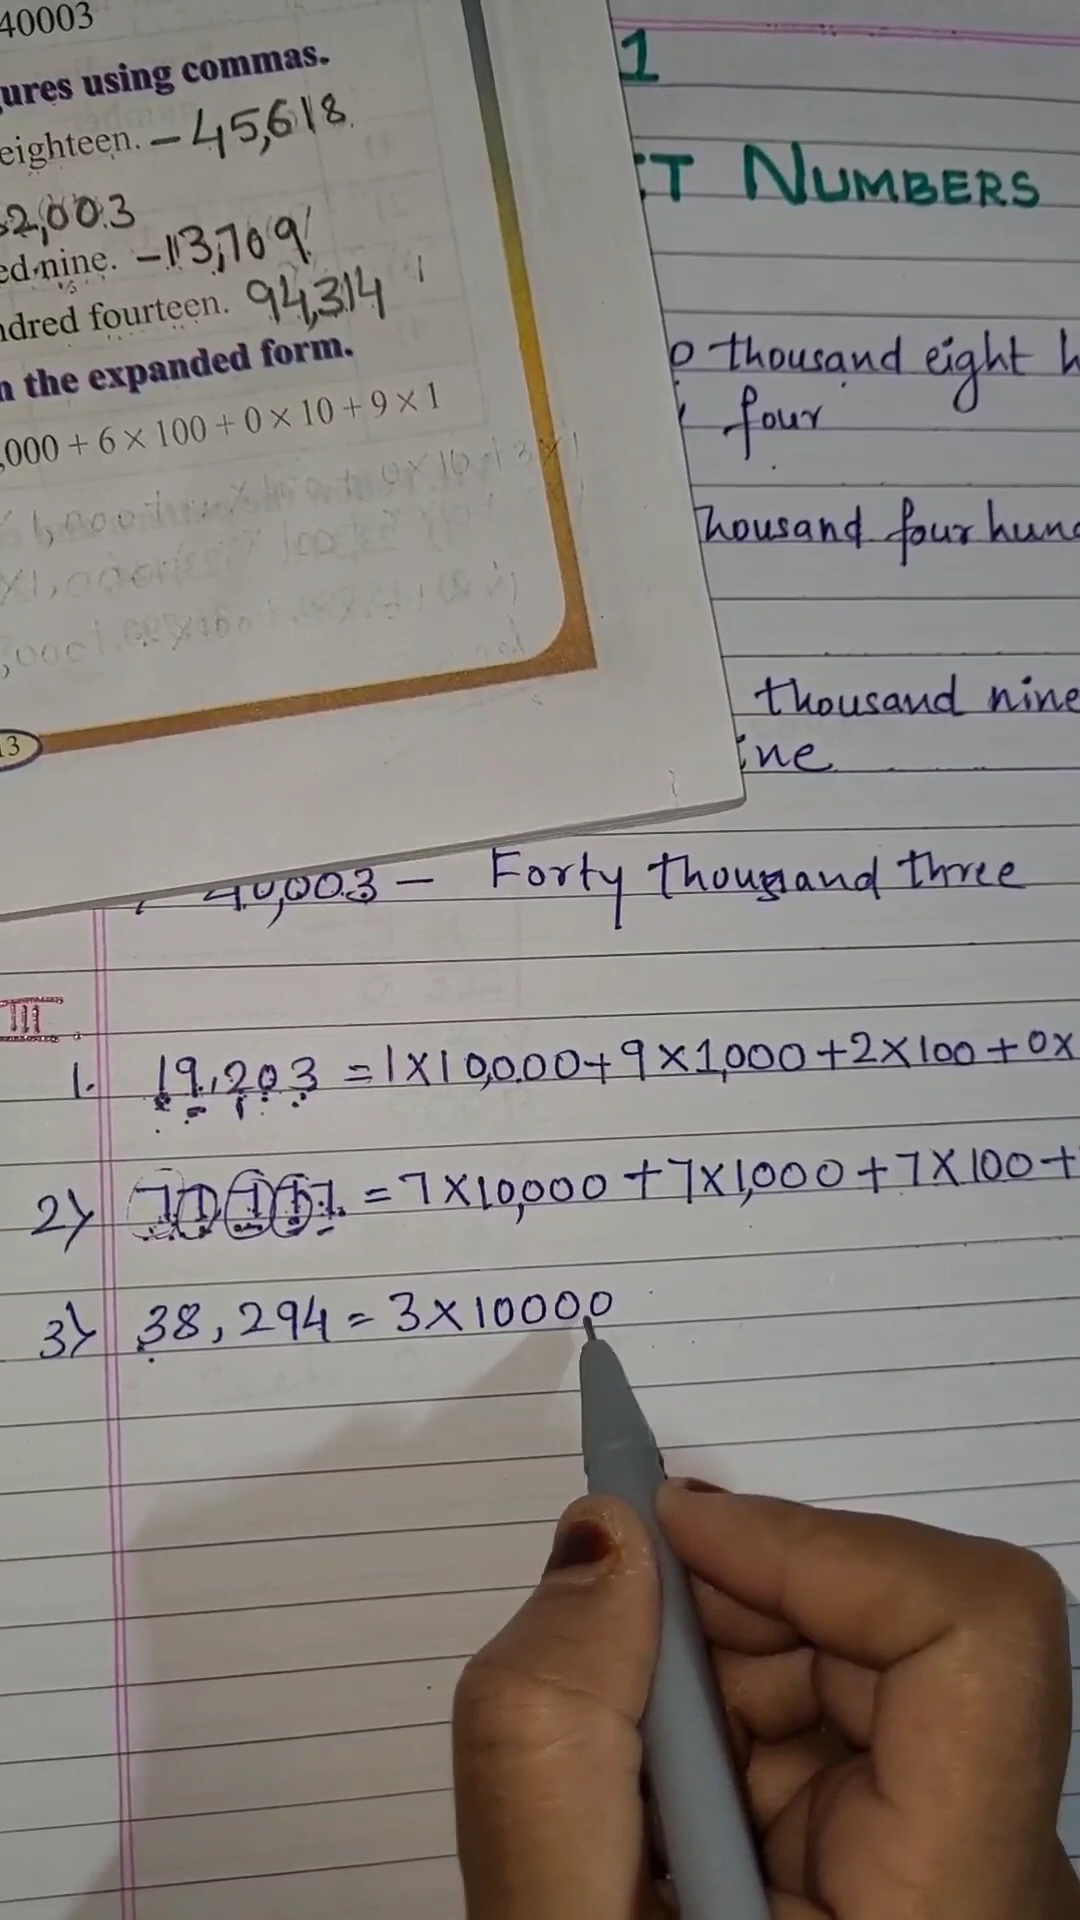 40003
ures using commas.
eighteen. - 45,618
2,003
ed nine. - 13,709
ndred fourteen. 94,314
n the expanded form.
,000 + 6 × 100 + 0 × 10 + 9 × 1
13
1
T NUMBERS
thousand eight h
four
housand four hund
thousand nine
ine
40,003 - Forty thousand three
III.
1. 19,203 = 1 × 10,000 + 9 × 1,000 + 2 × 100 + 0 ×
2) 77,777 = 7 × 10,000 + 7 × 1,000 + 7 × 100 +
3) 38,294 = 3 × 10000